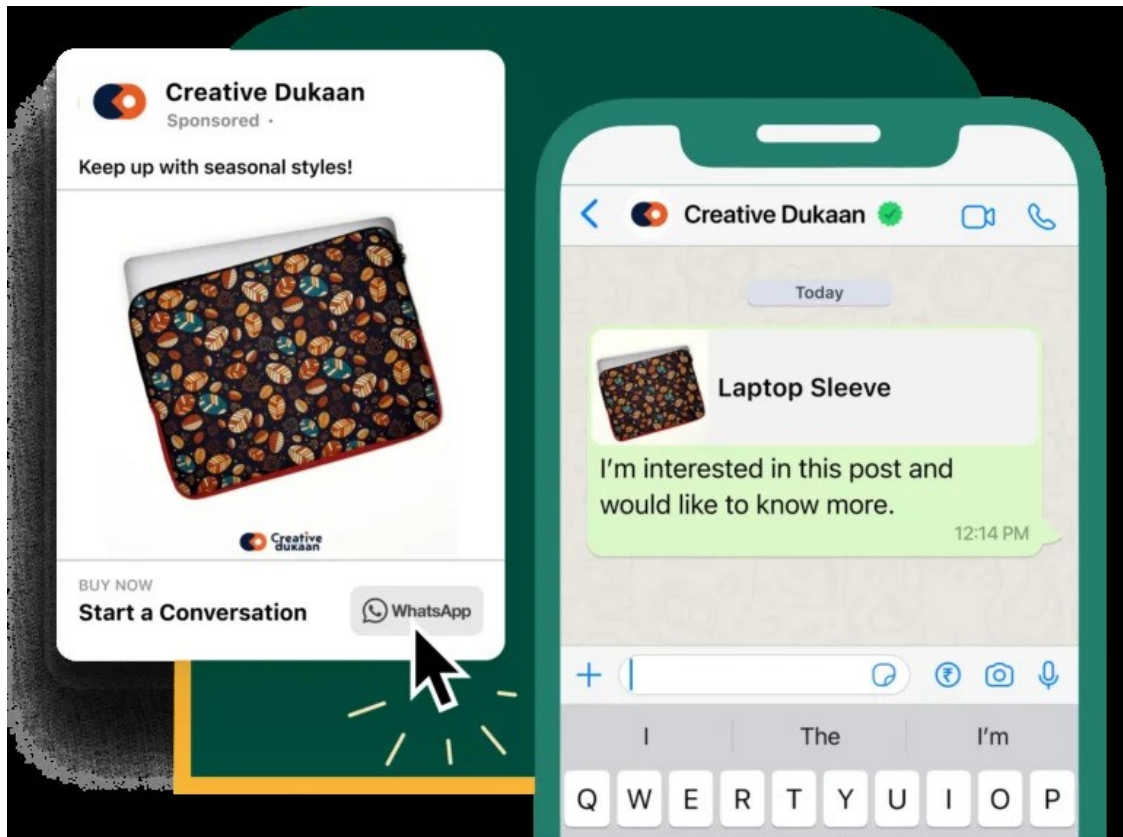 Creative Dukaan
Sponsored ·
Keep up with seasonal styles!
Creative
dukaan
BUY NOW
Start a Conversation
WhatsApp
Creative Dukaan
Today
Laptop Sleeve
I'm interested in this post and
would like to know more.
12:14 PM
₹
I The I'm
Q W E R T Y U I O P